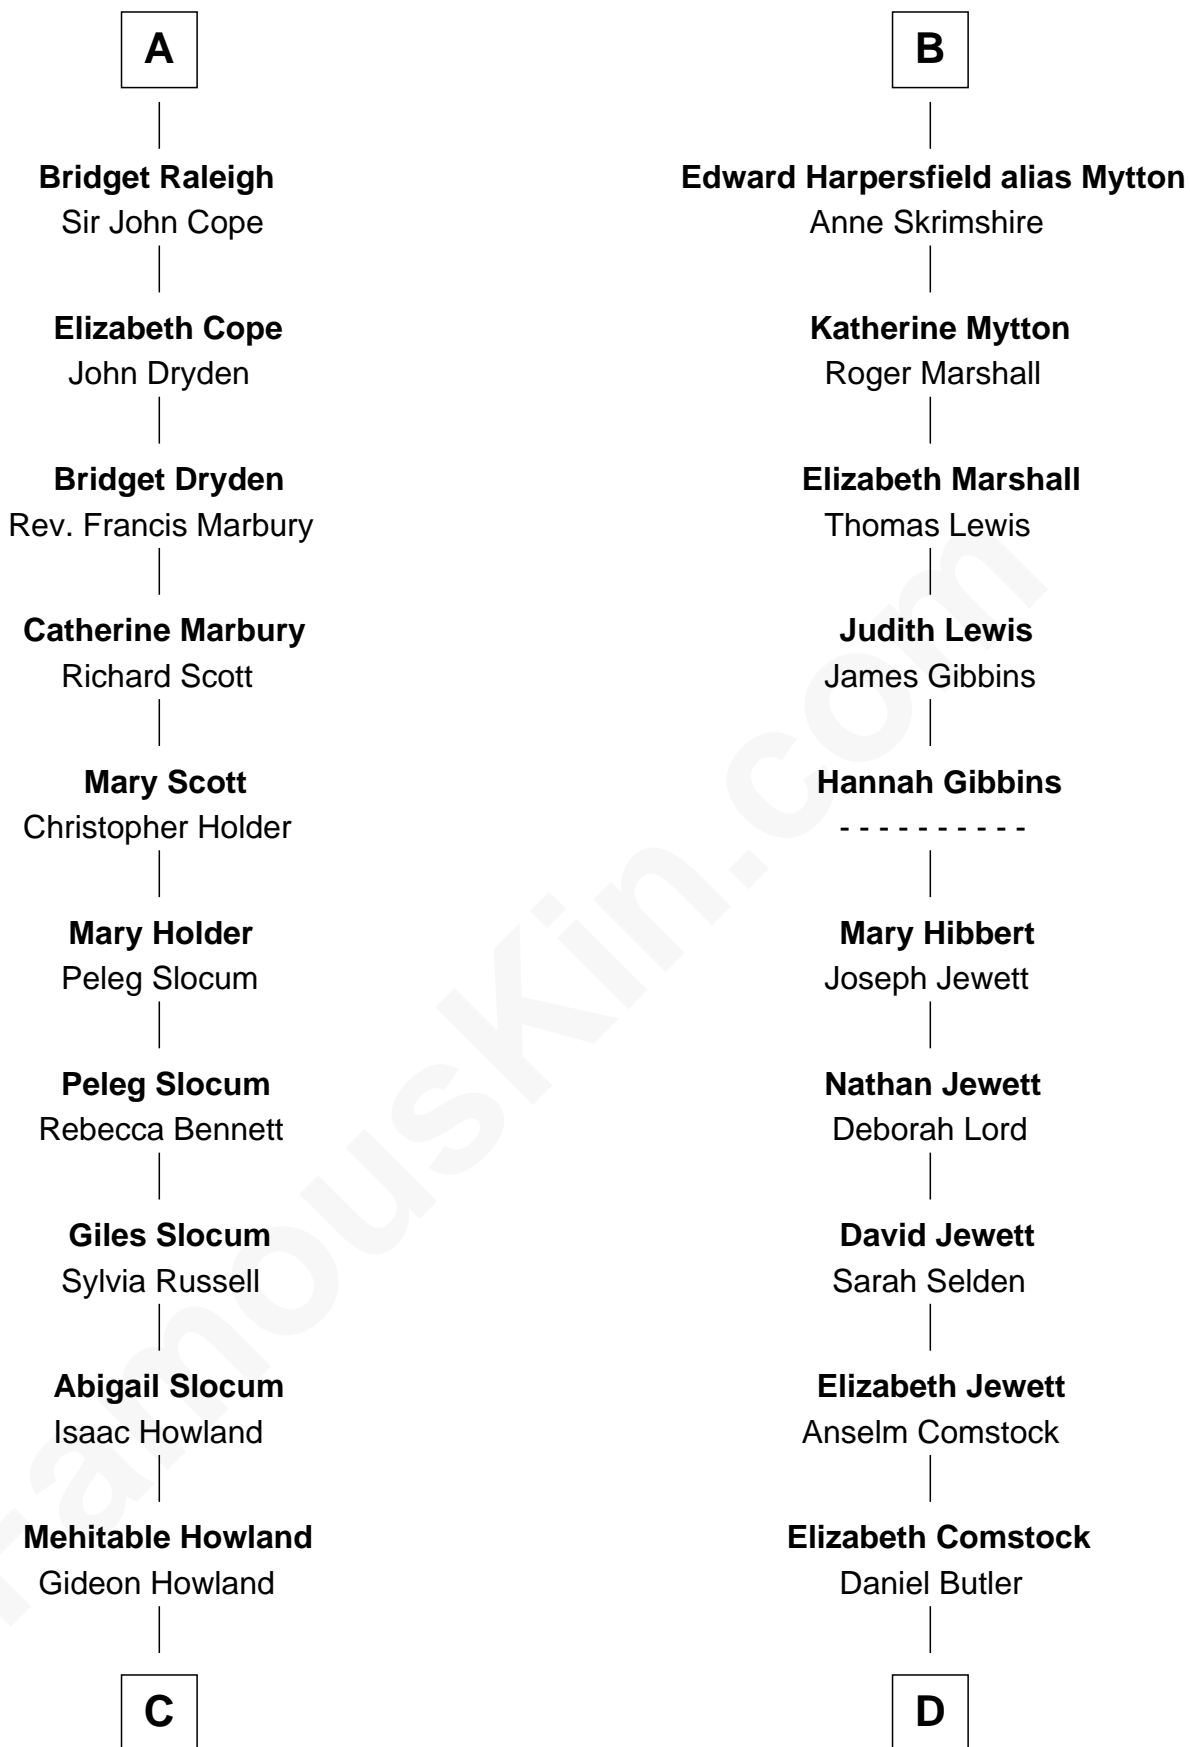 A
Bridget Raleigh
Sir John Cope
Elizabeth Cope
John Dryden
Bridget Dryden
Rev. Francis Marbury
Catherine Marbury
Richard Scott
Mary Scott
Christopher Holder
Mary Holder
Peleg Slocum
Peleg Slocum
Rebecca Bennett
Giles Slocum
Sylvia Russell
Abigail Slocum
Isaac Howland
Mehitable Howland
Gideon Howland
C
B
Edward Harpersfield alias Mytton
Anne Skrimshire
Katherine Mytton
Roger Marshall
Elizabeth Marshall
Thomas Lewis
Judith Lewis
James Gibbins
Hannah Gibbins
- - - - - - - - - -
Mary Hibbert
Joseph Jewett
Nathan Jewett
Deborah Lord
David Jewett
Sarah Selden
Elizabeth Jewett
Anselm Comstock
Elizabeth Comstock
Daniel Butler
D
FamousKin.com